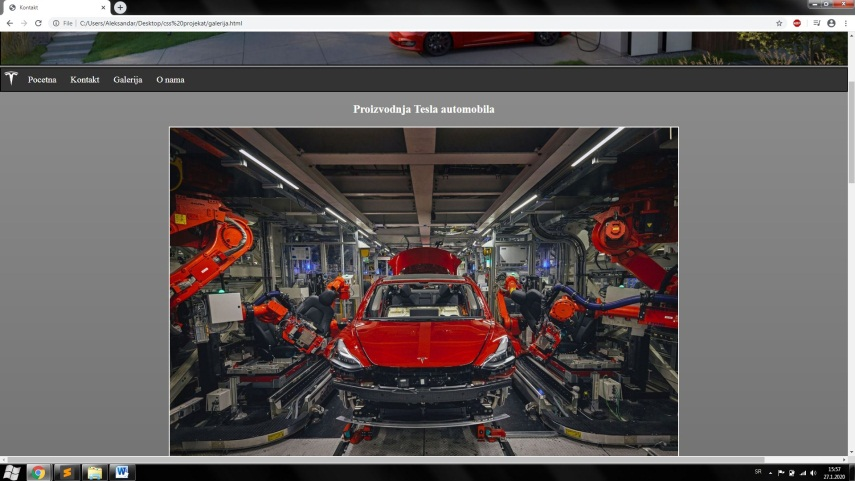 Kontakt
File
C:/Users/Aleksandar/Desktop/css%20projekat/galerija.html
Pocetna Kontakt Galerija O nama
Proizvodnja Tesla automobila
SR
15:57
27.1.2020